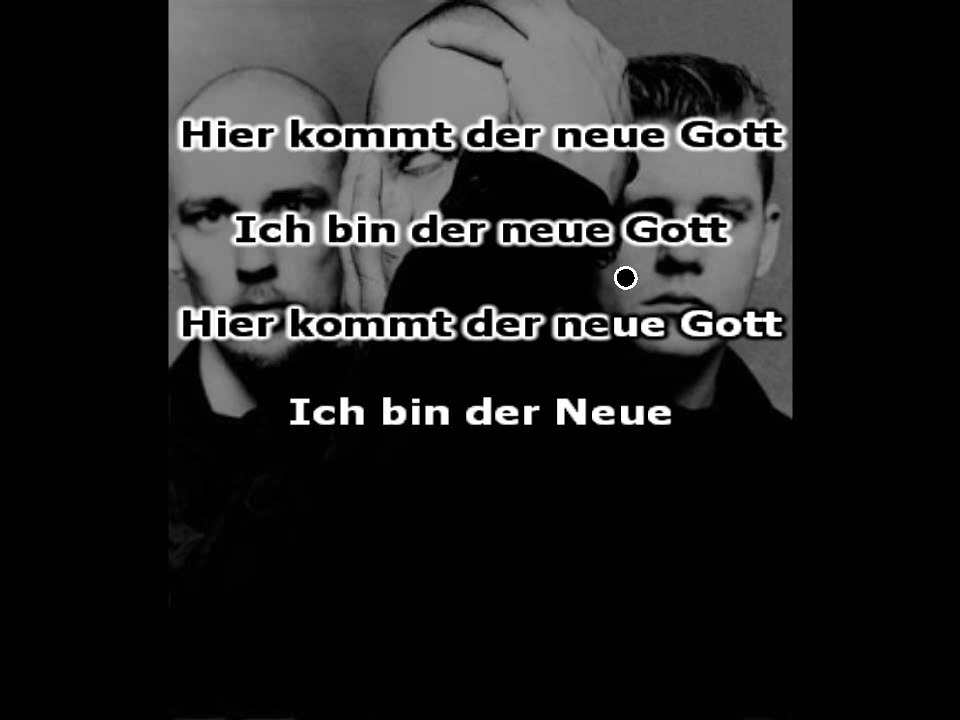 Hier kommt der neue Gott
Ich bin der neue Gott
Hier kommt der neue Gott
Ich bin der Neue